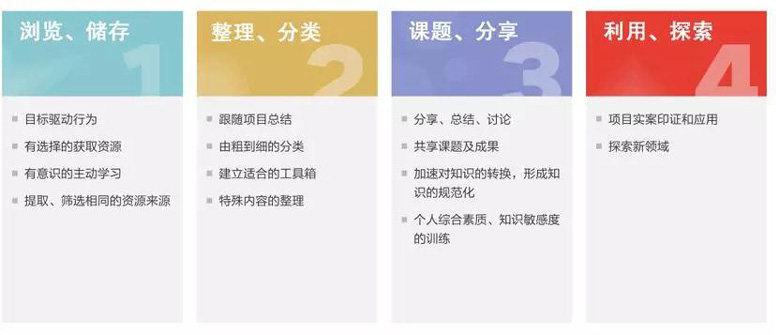 浏览、储存
1
目标驱动行为
有选择的获取资源
有意识的主动学习
提取、筛选相同的资源来源
整理、分类
2
跟随项目总结
由粗到细的分类
建立适合的工具箱
特殊内容的整理
课题、分享
3
分享、总结、讨论
共享课题及成果
加速对知识的转换，形成知
识的规范化
个人综合素质、知识敏感度
的训练
利用、探索
4
项目实案印证和应用
探索新领域